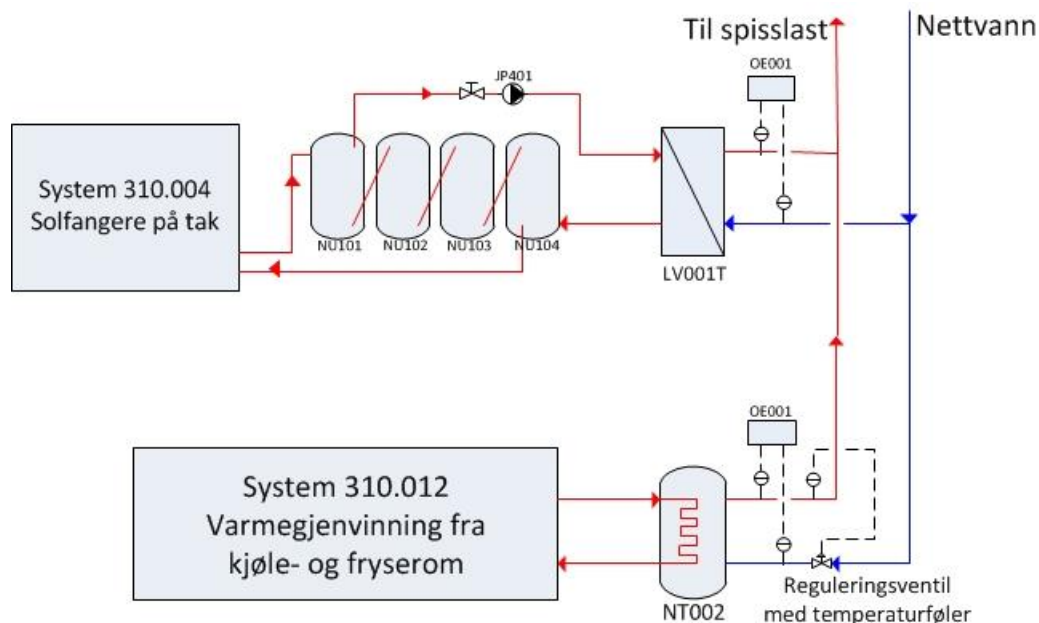 Til spisslast
Nettvann
OE001
JP401
System 310.004
Solfangere på tak
NU101
NU102
NU103
NU104
LV001T
OE001
System 310.012
Varmegjenvinning fra
kjøle- og fryserom
NT002
Reguleringsventil
med temperaturføler